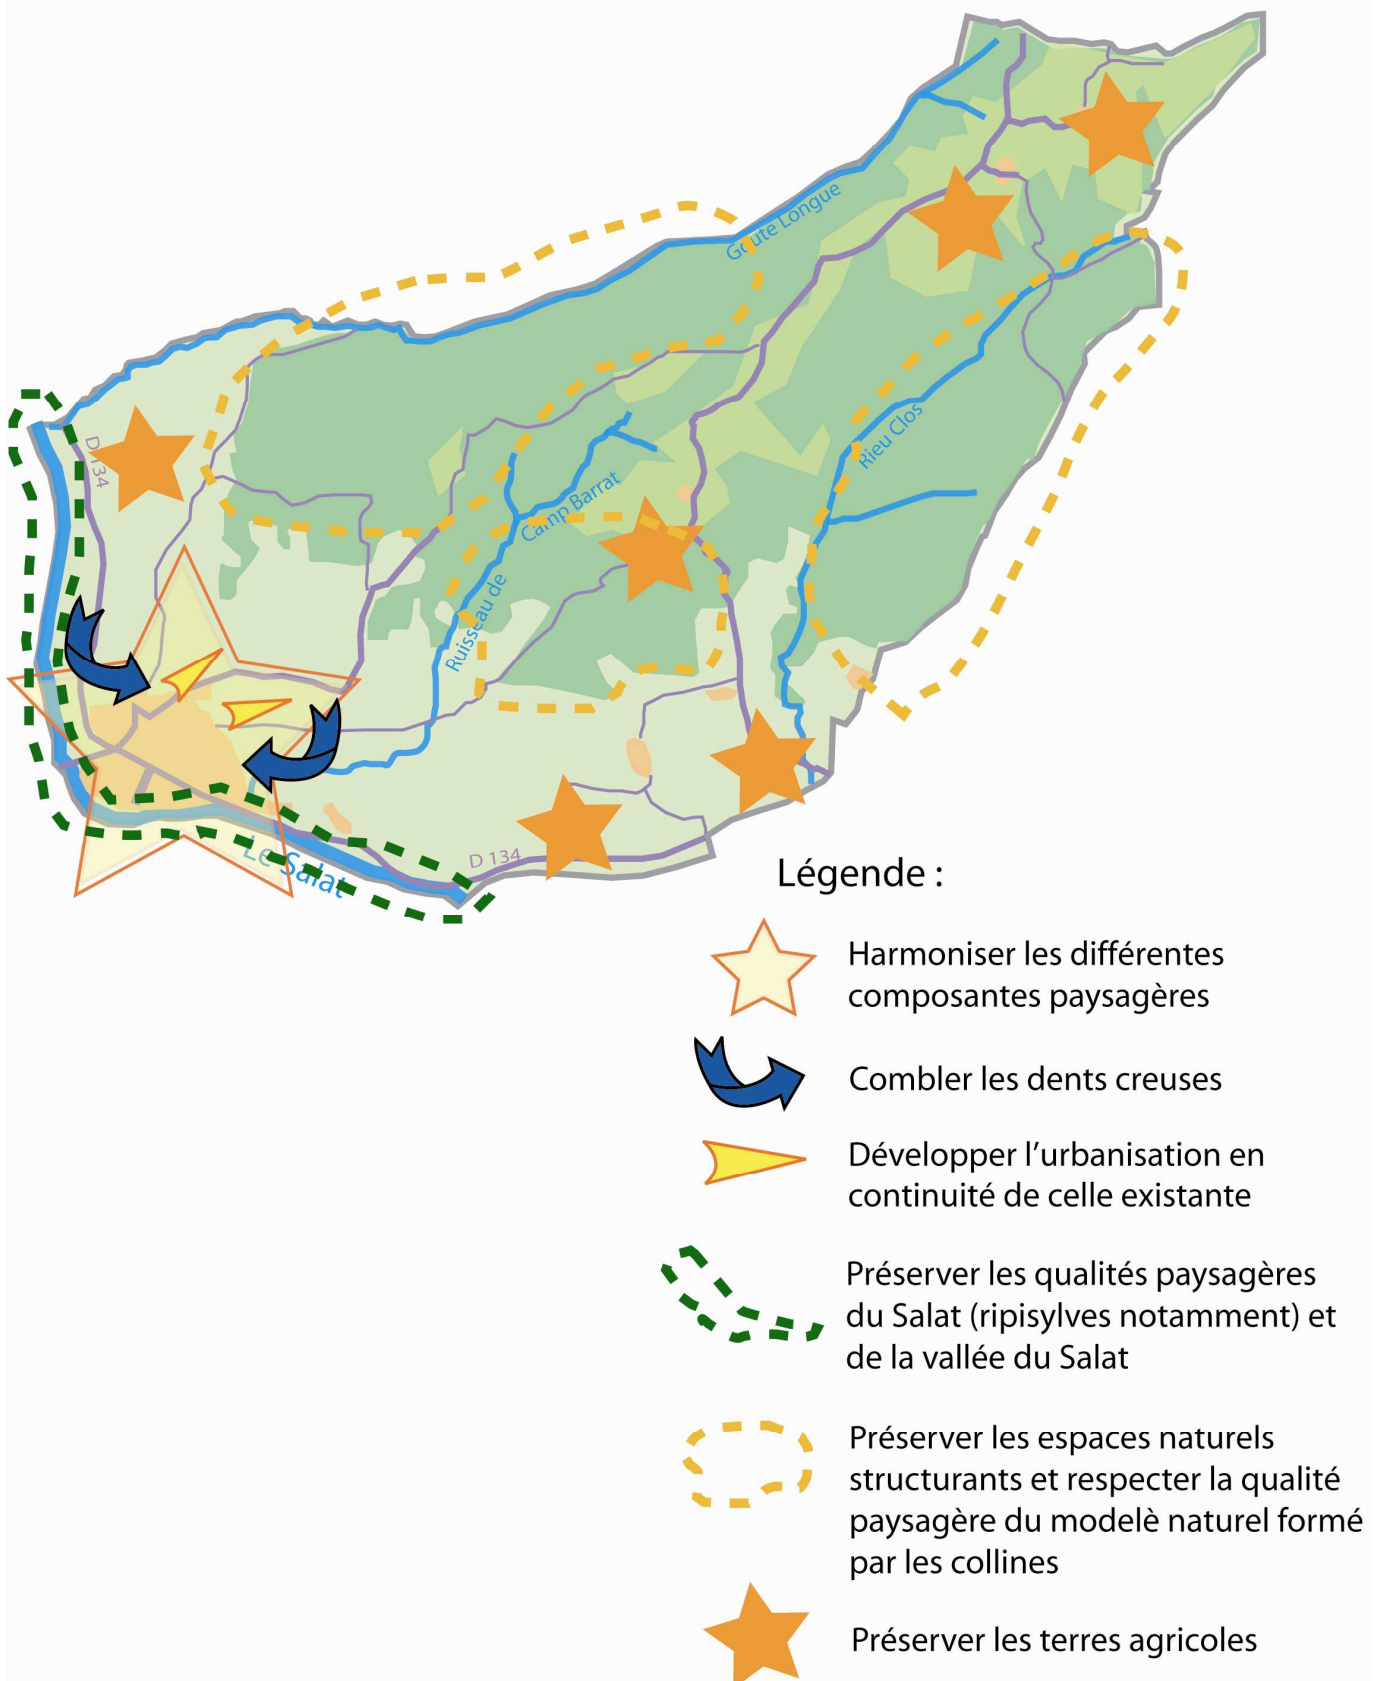 Goute Longue
D 134
Rieu Clos
Camp Barrat
Ruisseau de
Le Salat
D 134
Légende :
Harmoniser les différentes
composantes paysagères
Combler les dents creuses
Développer l'urbanisation en
continuité de celle existante
Préserver les qualités paysagères
du Salat (ripisylves notamment) et
de la vallée du Salat
Préserver les espaces naturels
structurants et respecter la qualité
paysagère du modelè naturel formé
par les collines
Préserver les terres agricoles